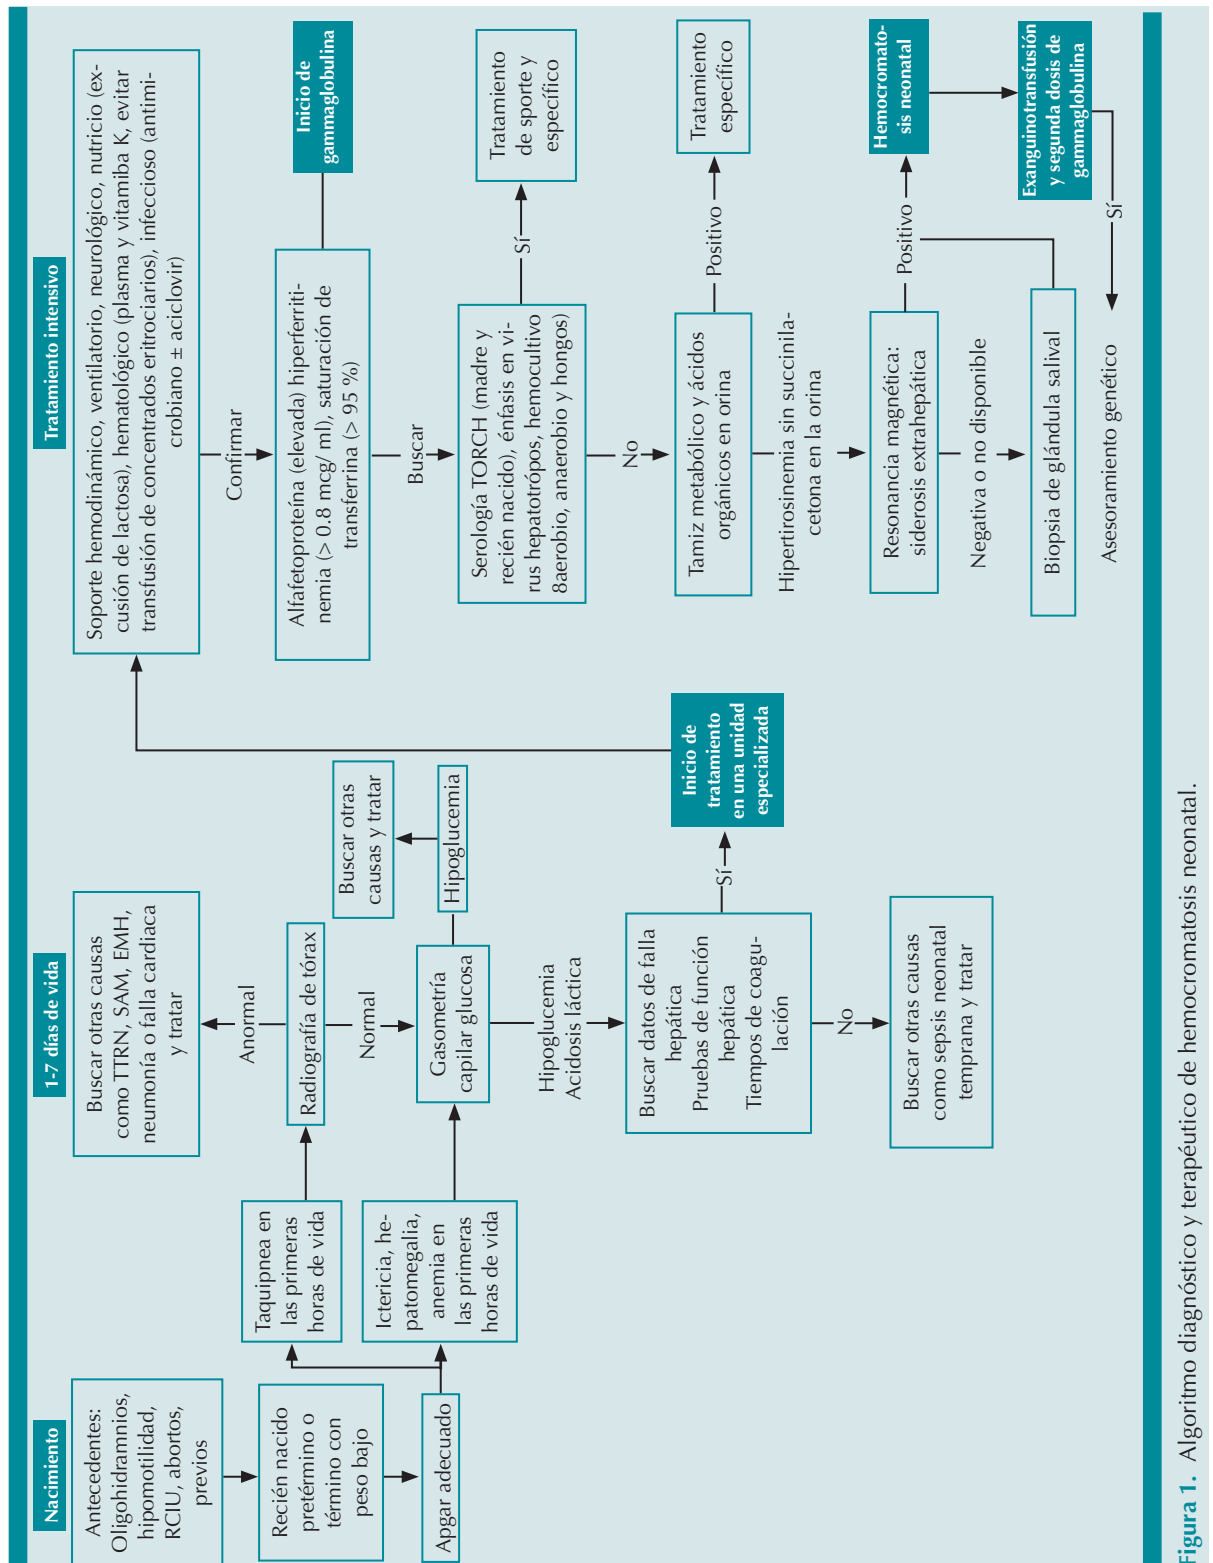 Nacimiento
Antecedentes:
Oligohidramnios,
hipomotilidad,
RCIU, abortos,
previos
Recién nacido
pretérmino o
término con
peso bajo
Apgar adecuado
Taquipnea en
las primeras
horas de vida
Ictericia, he-
patomegalia,
anemia en
las primeras
horas de vida
1-7 días de vida
Buscar otras causas
como TTRN, SAM, EMH,
neumonía o falla cardiaca
y tratar
Anormal
Radiografía de tórax
Normal
Gasometría
capilar glucosa
Hipoglucemia
Buscar otras
causas y tratar
Hipoglucemia
Acidosis láctica
Buscar datos de falla
hepática
Pruebas de función
hepática
Tiempos de coagu-
lación
Sí
Inicio de
tratamiento
en una unidad
especializada
No
Buscar otras causas
como sepsis neonatal
temprana y tratar
Tratamiento intensivo
Soporte hemodinámico, ventilatorio, neurológico, nutricio (ex-
cusión de lactosa), hematológico (plasma y vitamiba K, evitar
transfusión de concentrados eritrociarios), infeccioso (antimi-
crobiano ± aciclovir)
Confirmar
Alfafetoproteína (elevada) hiperferriti-
nemia (> 0.8 mcg/ ml), saturación de
transferrina (> 95 %)
Inicio de
gammaglobulina
Buscar
Serología TORCH (madre y
recién nacido), énfasis en vi-
rus hepatotrópos, hemocultivo
8aerobio, anaerobio y hongos)
Sí
Tratamiento
de sporte y
específico
No
Tamiz metabólico y ácidos
orgánicos en orina
Positivo
Tratamiento
específico
Hipertirosinemia sin succinila-
cetona en la orina
Resonancia magnética:
siderosis extrahepática
Positivo
Hemocromato-
sis neonatal
Negativa o no disponible
Biopsia de glándula salival
Exanguinotransfusión
y segunda dosis de
gammaglobulina
Sí
Asesoramiento genético
Figura 1. Algoritmo diagnóstico y terapéutico de hemocromatosis neonatal.